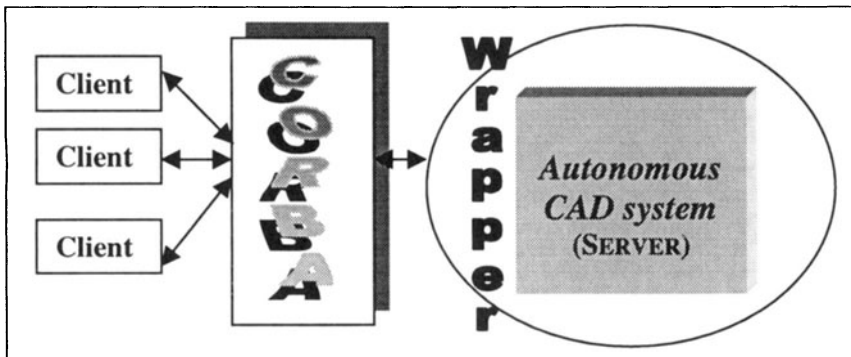 Client
Client
Client
CORBA
Wrapper
Autonomous
CAD system
(SERVER)